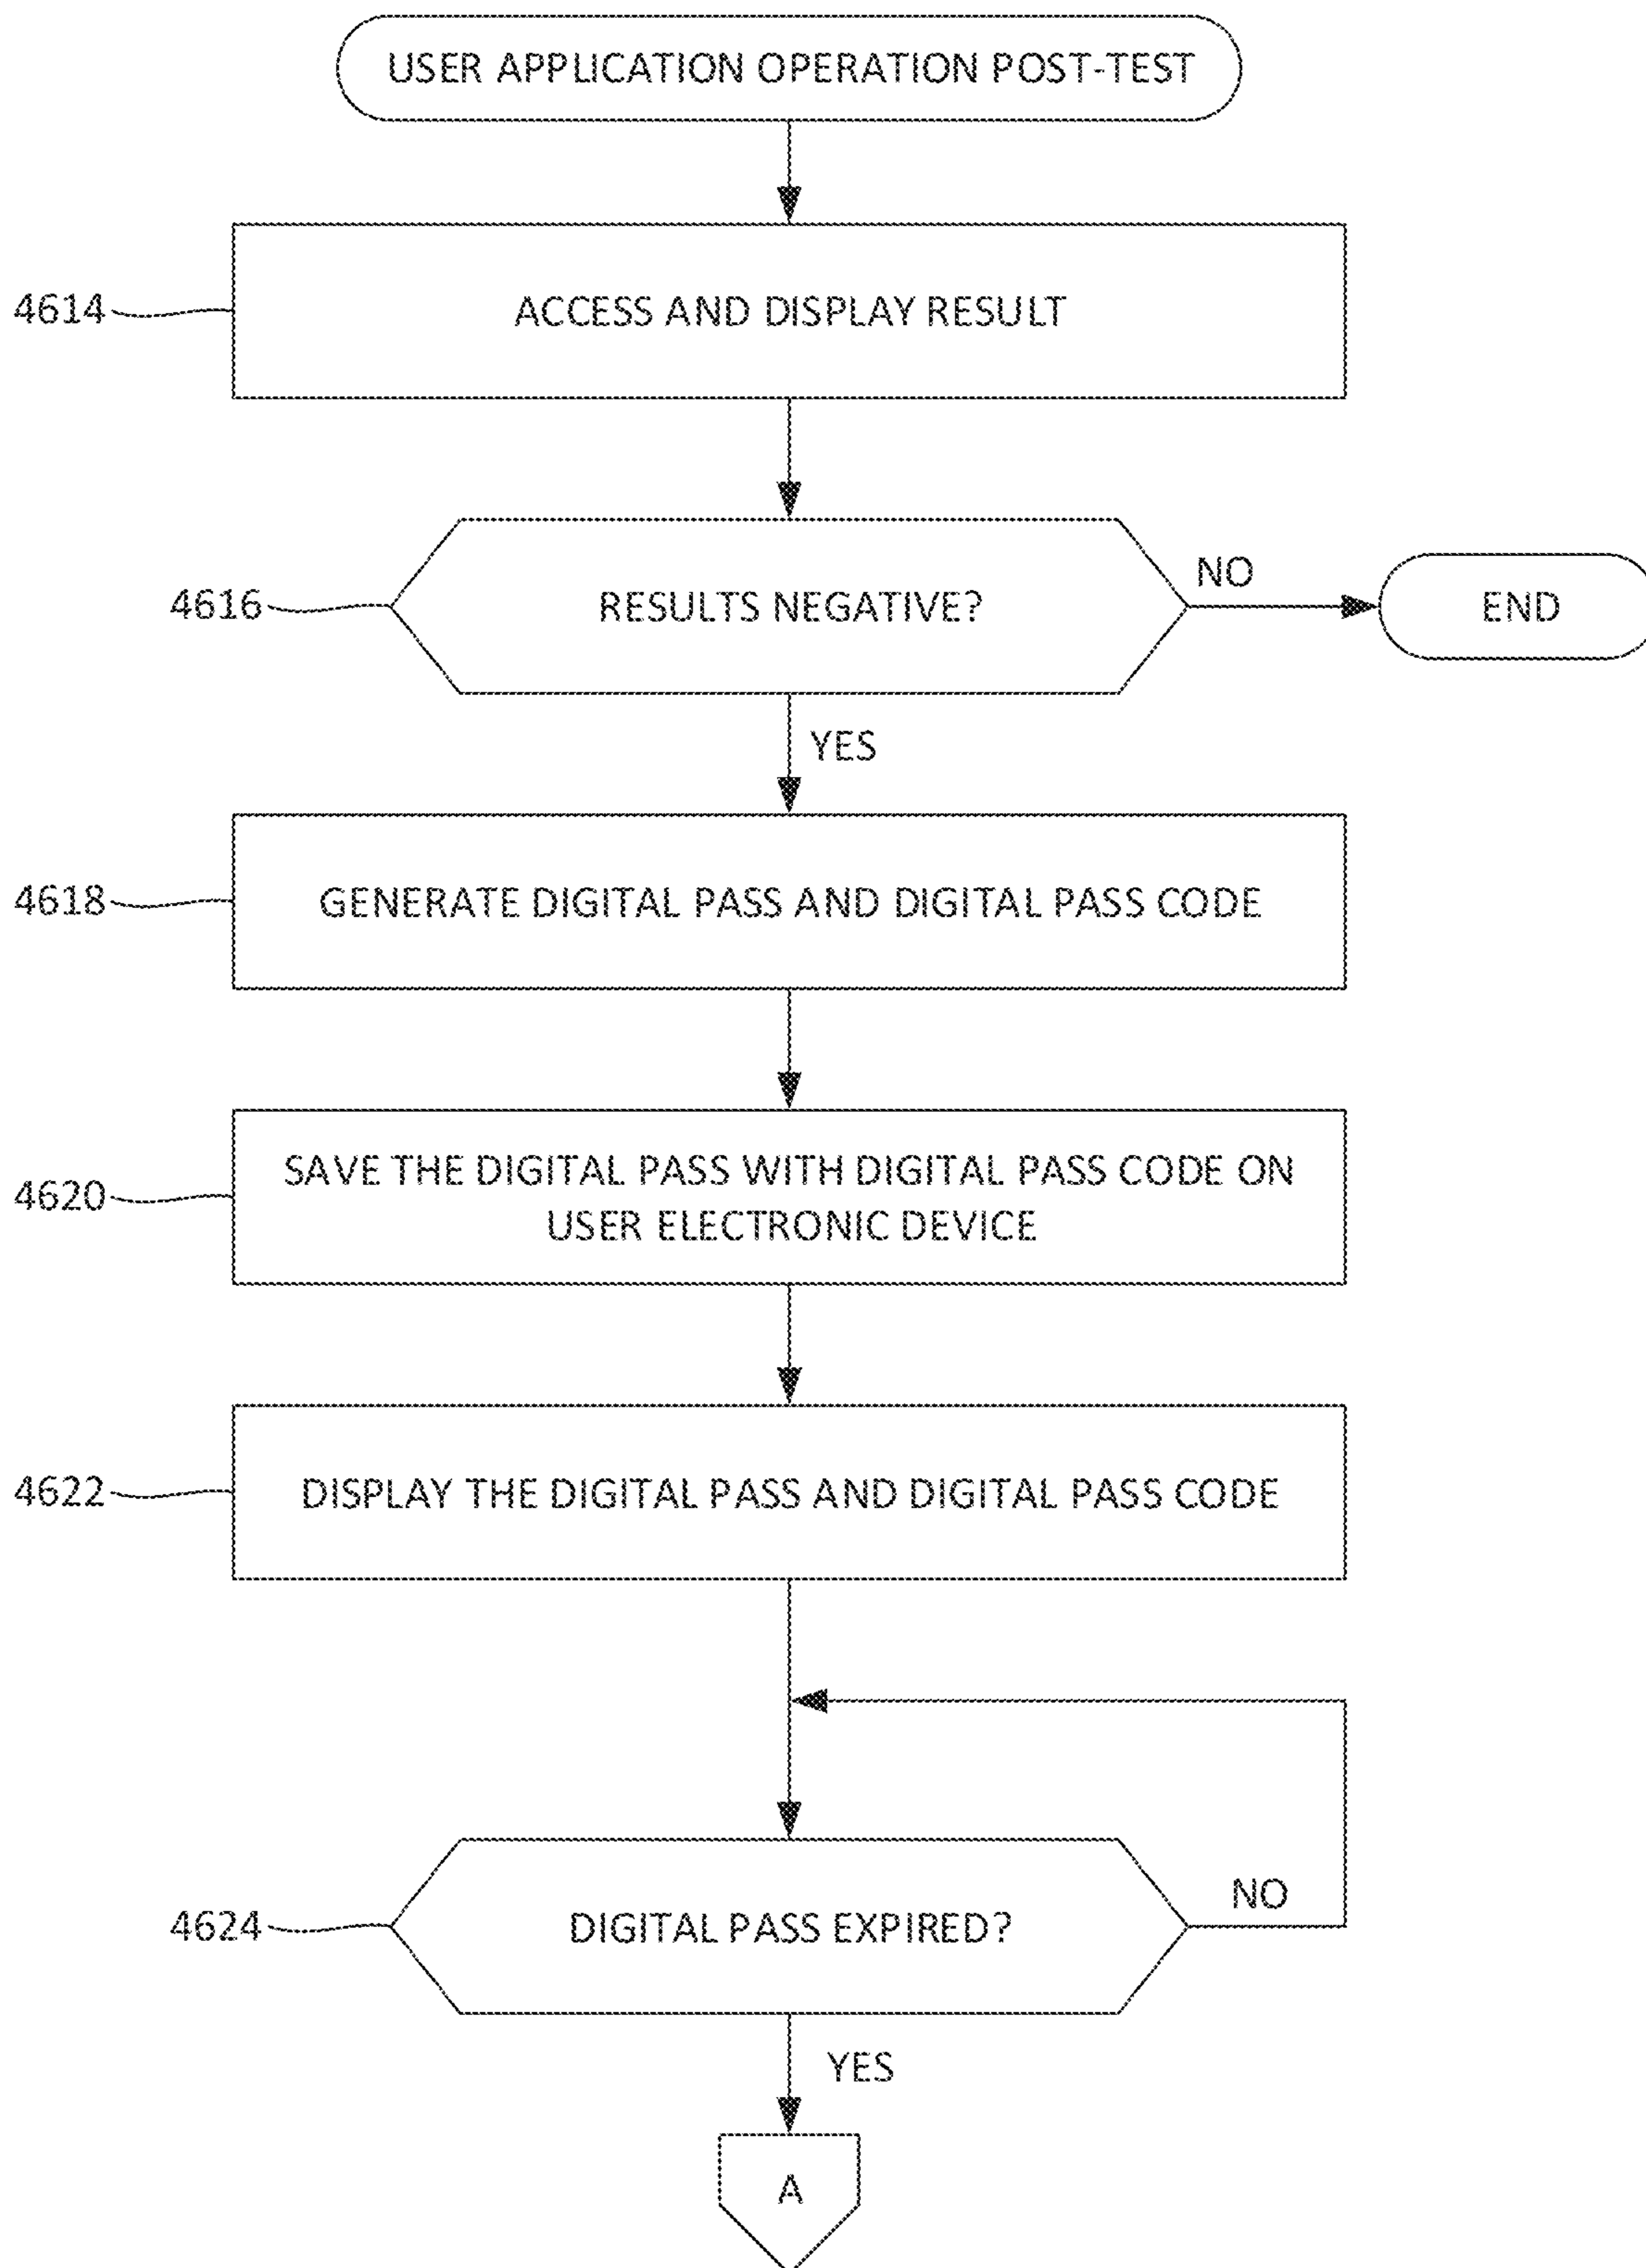 USER APPLICATION OPERATION POST-TEST
4614
ACCESS AND DISPLAY RESULT
4616
RESULTS NEGATIVE?
NO
END
YES
4618
GENERATE DIGITAL PASS AND DIGITAL PASS CODE
4620
SAVE THE DIGITAL PASS WITH DIGITAL PASS CODE ON
USER ELECTRONIC DEVICE
4622
DISPLAY THE DIGITAL PASS AND DIGITAL PASS CODE
4624
DIGITAL PASS EXPIRED?
NO
YES
A